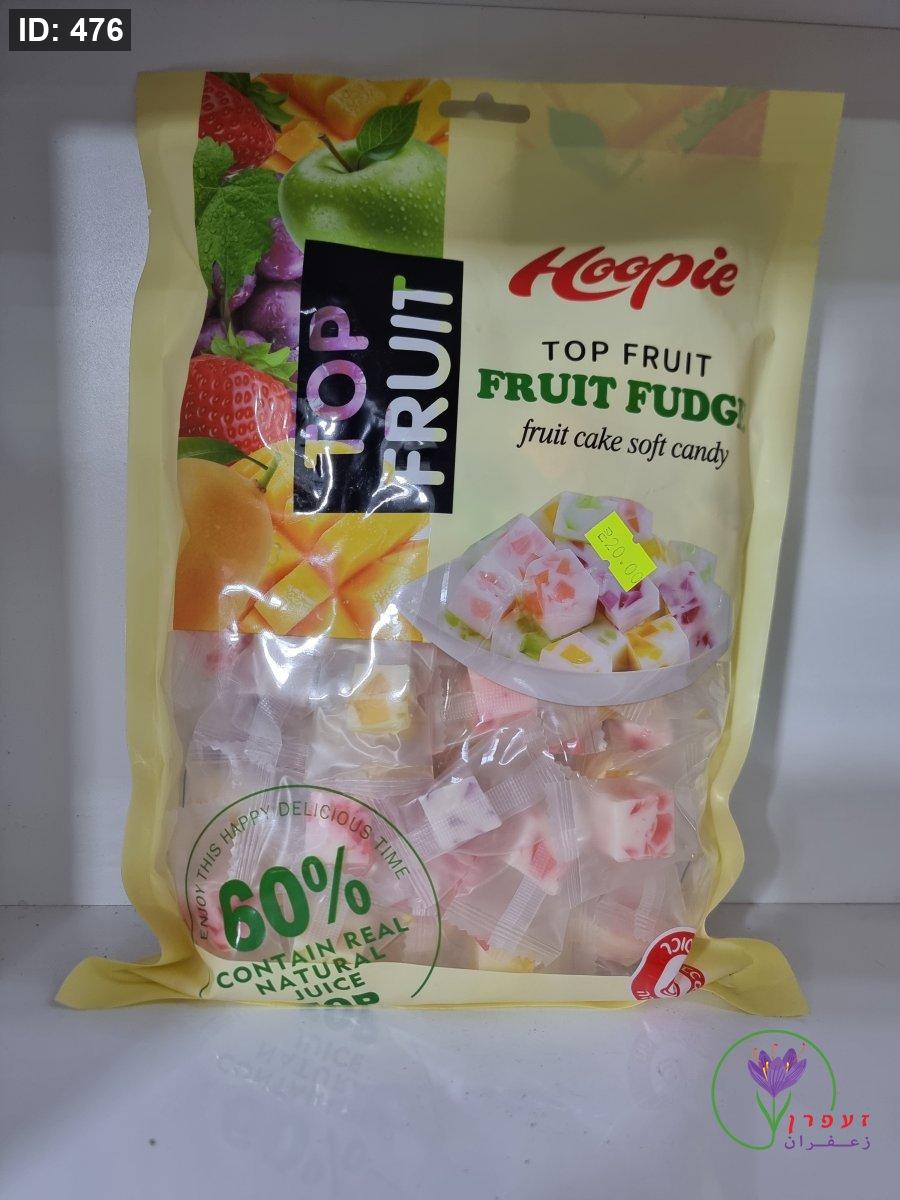 ID: 476
Hoopie
TOP FRUIT
TOP FRUIT
FRUIT FUDGE
fruit cake soft candy
20.00
ENJOY THIS HAPPY DELICIOUS TIME
60%
CONTAIN REAL
NATURAL
JUICE
TOP
זעפרן
زعفران